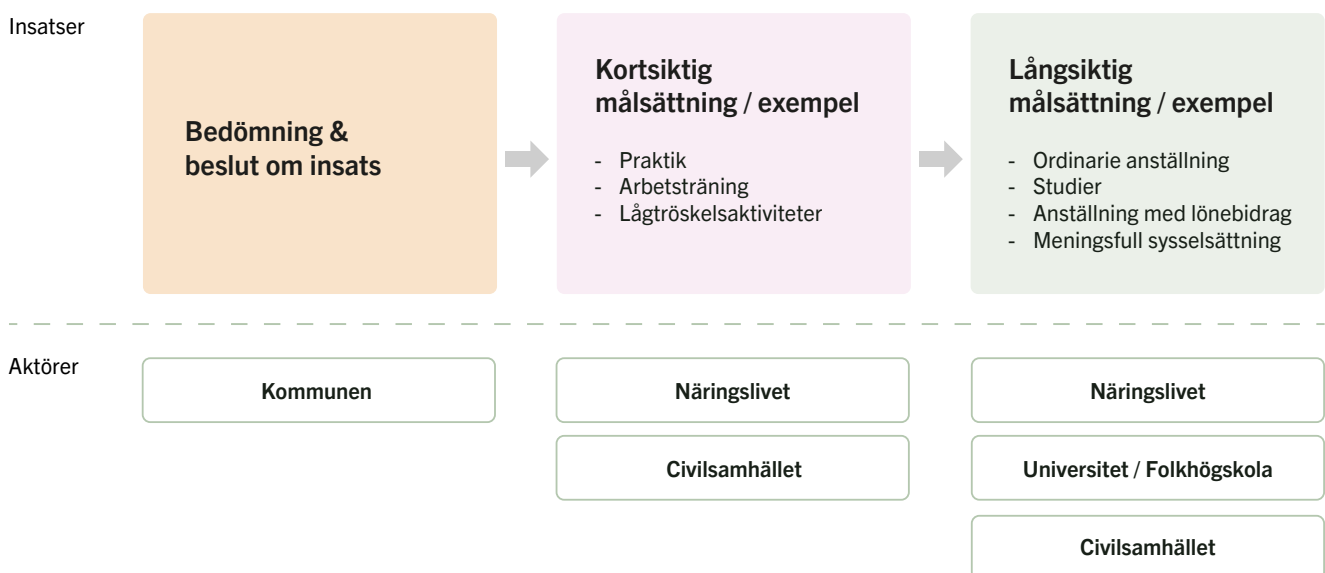 Insatser
Bedömning &
beslut om insats
Kortsiktig
målsättning / exempel
- Praktik
- Arbetsträning
- Lågtröskelsaktiviteter
Långsiktig
målsättning / exempel
- Ordinarie anställning
- Studier
- Anställning med lönebidrag
- Meningsfull sysselsättning
Aktörer
Kommunen
Näringslivet
Näringslivet
Civilsamhället
Universitet / Folkhögskola
Civilsamhället